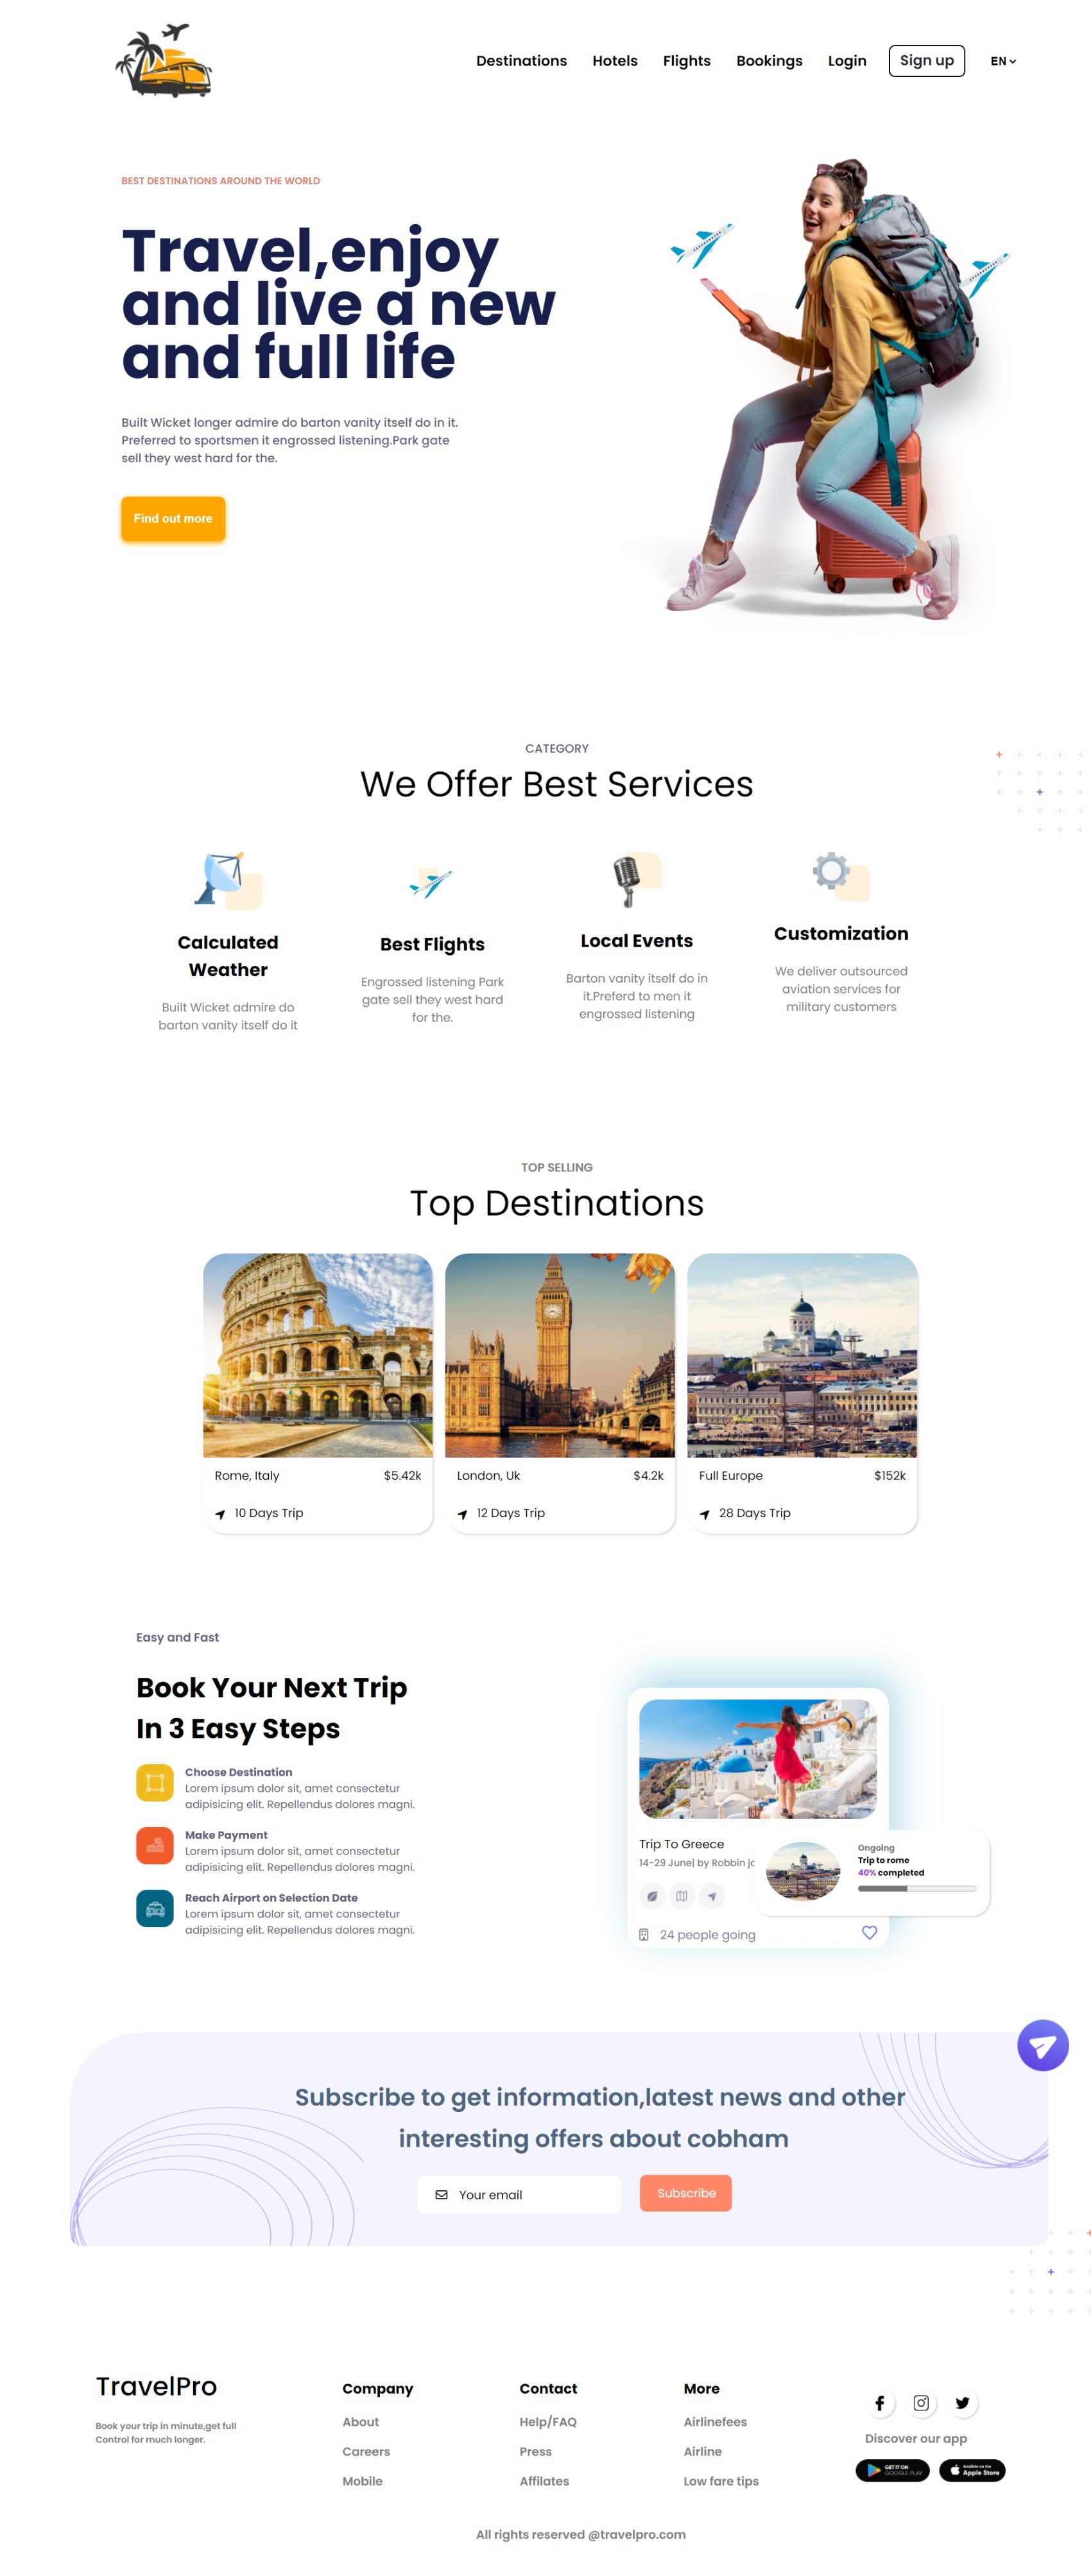 Destinations Hotels Flights Bookings Login Sign up EN
BEST DESTINATIONS AROUND THE WORLD
Travel,enjoy
and live a new
and full life
Built Wicket longer admire do barton vanity itself do in it.
Preferred to sportsmen it engrossed listening.Park gate
sell they west hard for the.
Find out more
CATEGORY
We Offer Best Services
Calculated
Weather
Built Wicket admire do
barton vanity itself do it
Best Flights
Engrossed listening Park
gate sell they west hard
for the.
Local Events
Barton vanity itself do in
it.Preferd to men it
engrossed listening
Customization
We deliver outsourced
aviation services for
military customers
TOP SELLING
Top Destinations
Rome, Italy $5.42k
10 Days Trip
London, Uk $4.2k
12 Days Trip
Full Europe $152k
28 Days Trip
Easy and Fast
Book Your Next Trip
In 3 Easy Steps
Choose Destination
Lorem ipsum dolor sit, amet consectetur
adipisicing elit. Repellendus dolores magni.
Make Payment
Lorem ipsum dolor sit, amet consectetur
adipisicing elit. Repellendus dolores magni.
Reach Airport on Selection Date
Lorem ipsum dolor sit, amet consectetur
adipisicing elit. Repellendus dolores magni.
Trip To Greece
14-29 June| by Robbin
24 people going
Ongoing
Trip to rome
40% completed
Subscribe to get information,latest news and other
interesting offers about cobham
Your email
Subscribe
TravelPro
Book your trip in minute,get full
Control for much longer.
Company
About
Careers
Mobile
Contact
Help/FAQ
Press
Affilates
More
Airlinefees
Airline
Low fare tips
Discover our app
GET IT ON
GOOGLE PLAY
Available on the
Apple Store
All rights reserved @travelpro.com